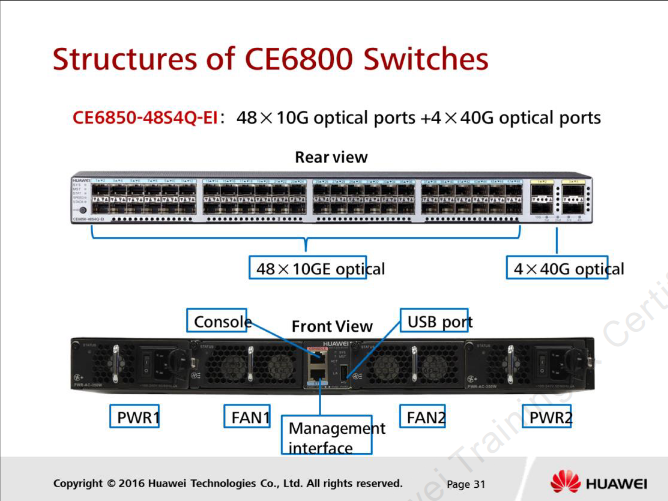 Structures of CE6800 Switches
CE6850-48S4Q-EI：48×10G optical ports +4×40G optical ports
Rear view
HUAWEI
48×10GE optical
4×40G optical
Console
Front View
USB port
HUAWEI
PWR1
FAN1
Management
interface
FAN2
PWR2
Copyright © 2016 Huawei Technologies Co., Ltd. All rights reserved.
Page 31
HUAWEI